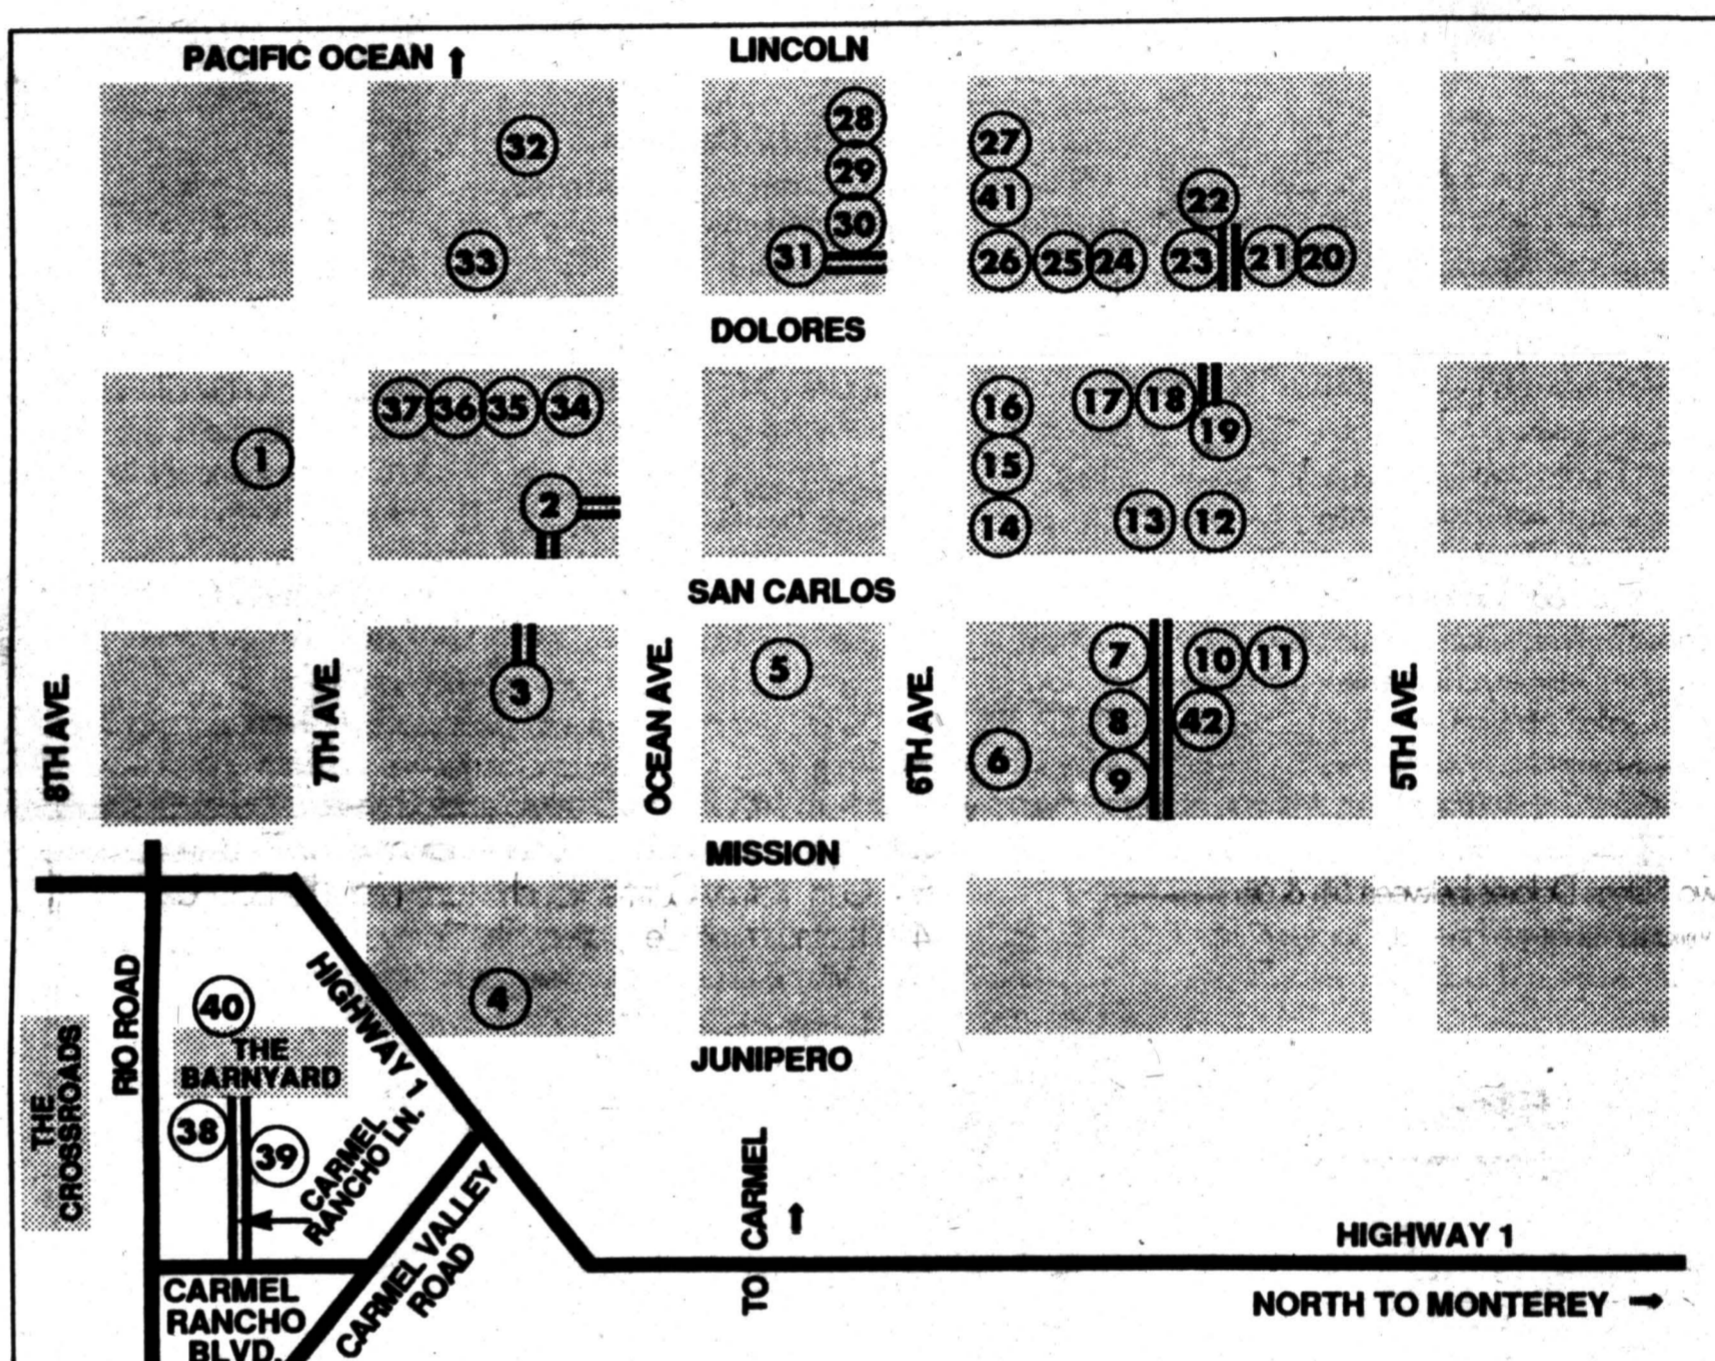 PACIFIC OCEAN ↑
LINCOLN
32
33
28
29
30
31
27
41
26
25
24
23
22
21
20
DOLORES
1
37
36
35
34
2
16
15
14
17
18
19
13
12
SAN CARLOS
8TH AVE.
7TH AVE.
3
OCEAN AVE.
5
6TH AVE.
6
7
8
9
10
11
42
5TH AVE.
MISSION
4
JUNIPERO
THE
CROSSROADS
RIO ROAD
40
THE
BARNYARD
38
39
HIGHWAY 1
CARMEL
RANCHO LN.
CARMEL
RANCHO
BLVD.
CARMEL VALLEY
ROAD
TO CARMEL →
HIGHWAY 1
NORTH TO MONTEREY →